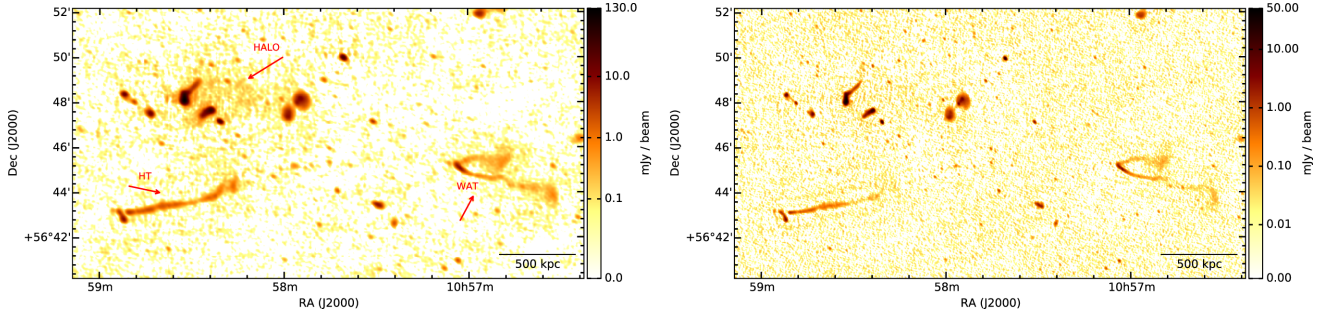 52'
50'
48'
46'
44'
+56°42'
Dec (J2000)
59m
58m
10h57m
RA (J2000)
HALO
HT
WAT
500 kpc
130.0
10.0
1.0
0.1
0.0
mJy / beam
52'
50'
48'
46'
44'
+56°42'
Dec (J2000)
59m
58m
10h57m
RA (J2000)
500 kpc
50.00
10.00
1.00
0.10
0.01
0.00
mJy / beam